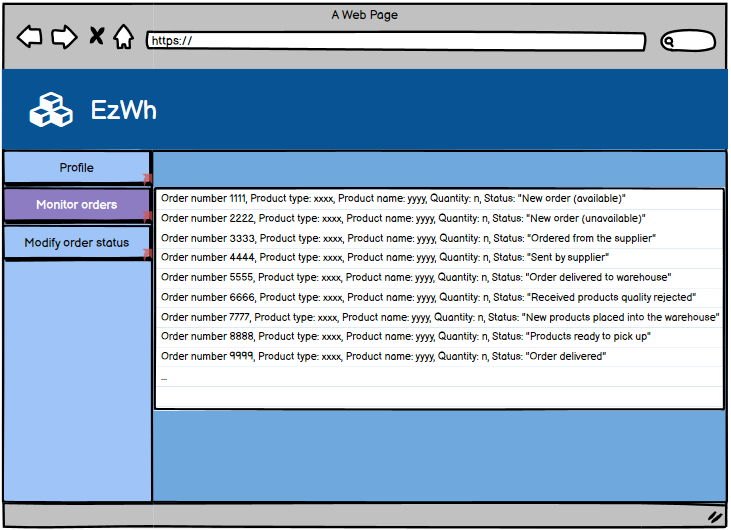 A Web Page
https://
EzWh
Profile
Monitor orders
Modify order status
Order number 1111, Product type: xxxx, Product name: yyyy, Quantity: n, Status: "New order (available)"
Order number 2222, Product type: xxxx, Product name: yyyy, Quantity: n, Status: "New order (unavailable)"
Order number 3333, Product type: xxxx, Product name: yyyy, Quantity: n, Status: "Ordered from the supplier"
Order number 4444, Product type: xxxx, Product name: yyyy, Quantity: n, Status: "Sent by supplier"
Order number 5555, Product type: xxxx, Product name: yyyy, Quantity: n, Status: "Order delivered to warehouse"
Order number 6666, Product type: xxxx, Product name: yyyy, Quantity: n, Status: "Received products quality rejected"
Order number 7777, Product type: xxxx, Product name: yyyy, Quantity: n, Status: "New products placed into the warehouse"
Order number 8888, Product type: xxxx, Product name: yyyy, Quantity: n, Status: "Products ready to pick up"
Order number 9999, Product type: xxxx, Product name: yyyy, Quantity: n, Status: "Order delivered"
...